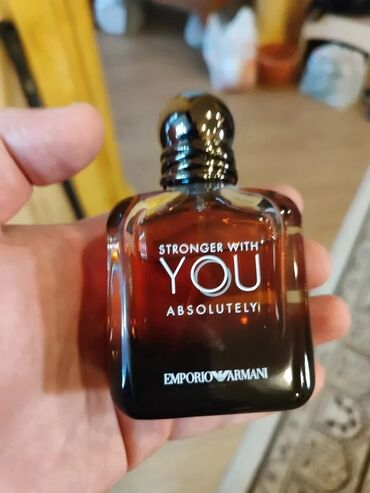 STRONGER WITH
YOU
ABSOLUTELY
EMPORIO ARMANI